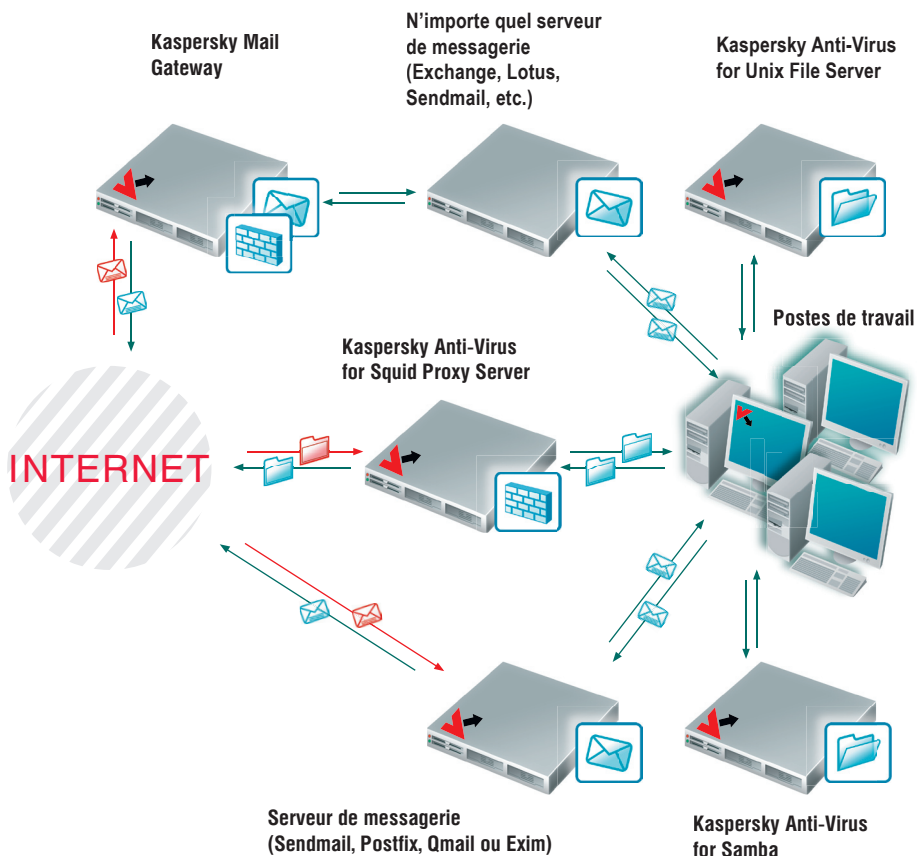 Kaspersky Mail
Gateway
N’importe quel serveur
de messagerie
(Exchange, Lotus,
Sendmail, etc.)
Kaspersky Anti-Virus
for Unix File Server
Postes de travail
Kaspersky Anti-Virus
for Squid Proxy Server
INTERNET
Serveur de messagerie
(Sendmail, Postfix, Qmail ou Exim)
Kaspersky Anti-Virus
for Samba